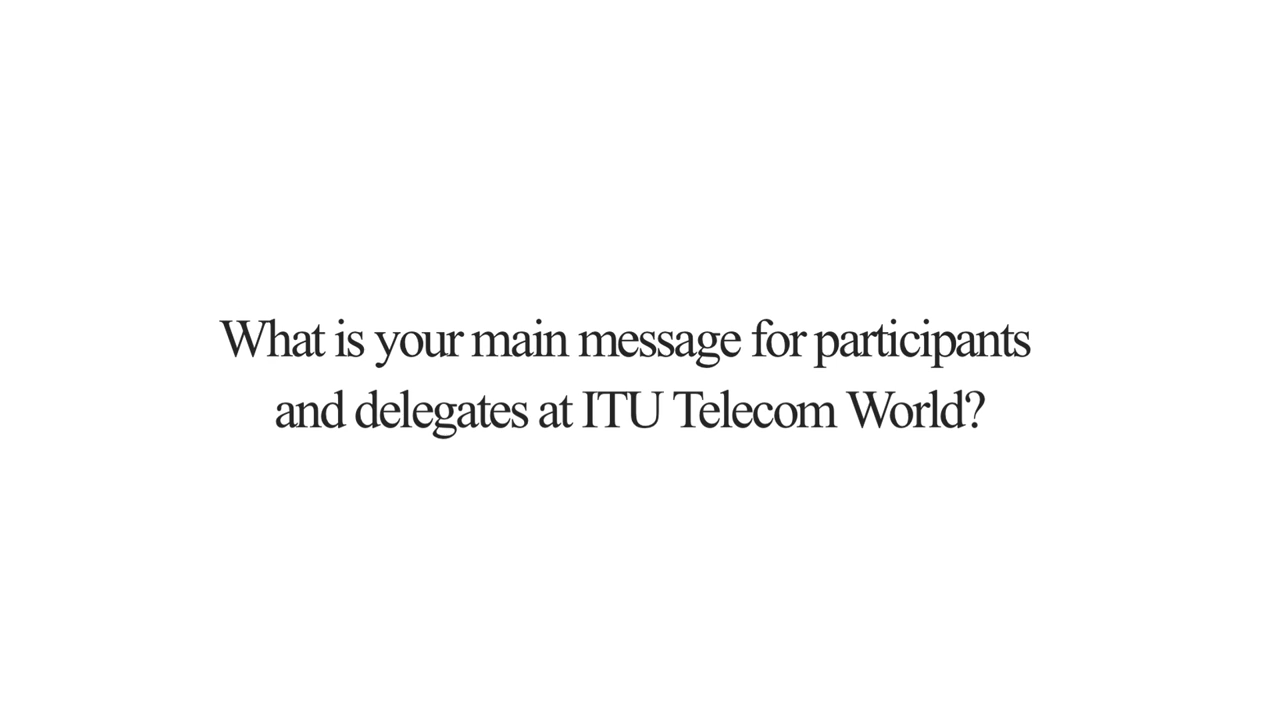 What is your main message for participants
and delegates at ITU Telecom World?